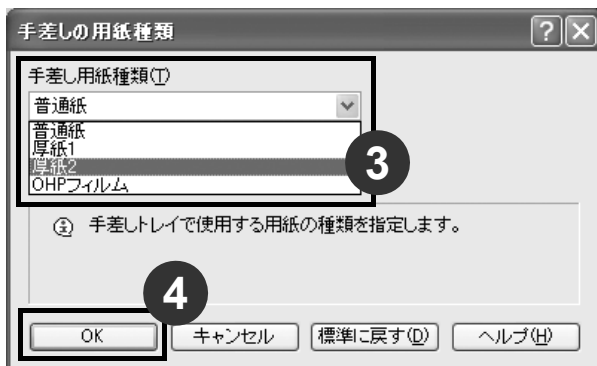 手差しの用紙種類
手差し用紙種類(T)
普通紙
普通紙
厚紙1
厚紙2
OHPフィルム
3
手差しトレイで使用する用紙の種類を指定します。
4
OK キャンセル 標準に戻す(D) ヘルプ(H)